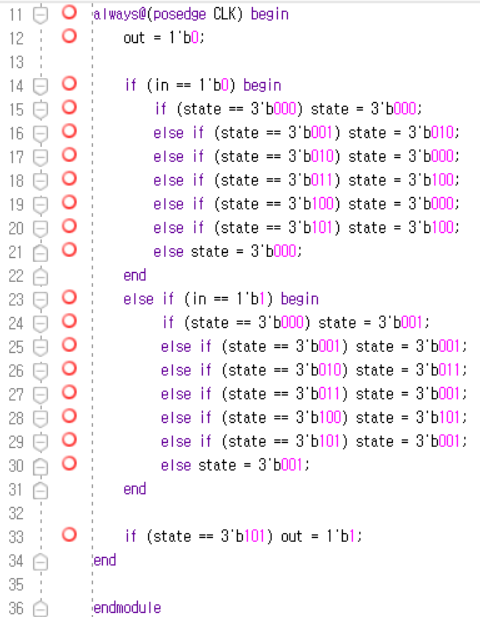 11 always@(posedge CLK) begin
12 out = 1'b0;
13
14 if (in == 1'b0) begin
15 if (state == 3'b000) state = 3'b000;
16 else if (state == 3'b001) state = 3'b010;
17 else if (state == 3'b010) state = 3'b000;
18 else if (state == 3'b011) state = 3'b100;
19 else if (state == 3'b100) state = 3'b000;
20 else if (state == 3'b101) state = 3'b100;
21 else state = 3'b000;
22 end
23 else if (in == 1'b1) begin
24 if (state == 3'b000) state = 3'b001;
25 else if (state == 3'b001) state = 3'b001;
26 else if (state == 3'b010) state = 3'b011;
27 else if (state == 3'b011) state = 3'b001;
28 else if (state == 3'b100) state = 3'b101;
29 else if (state == 3'b101) state = 3'b001;
30 else state = 3'b001;
31 end
32
33 if (state == 3'b101) out = 1'b1;
34 end
35
36 endmodule